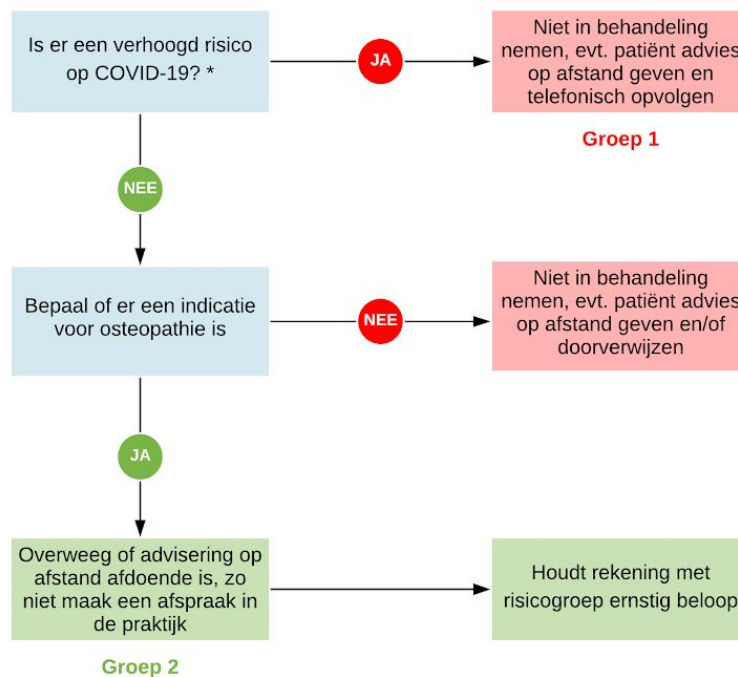 Is er een verhoogd risico
op COVID-19? *
JA
Niet in behandeling
nemen, evt. patiënt advies
op afstand geven en
telefonisch opvolgen
Groep 1
NEE
Bepaal of er een indicatie
voor osteopathie is
NEE
Niet in behandeling
nemen, evt. patiënt advies
op afstand geven en/of
doorverwijzen
JA
Overweeg of advisering op
afstand afdoende is, zo
niet maak een afspraak in
de praktijk
Houdt rekening met
risicogroep ernstig beloop
Groep 2